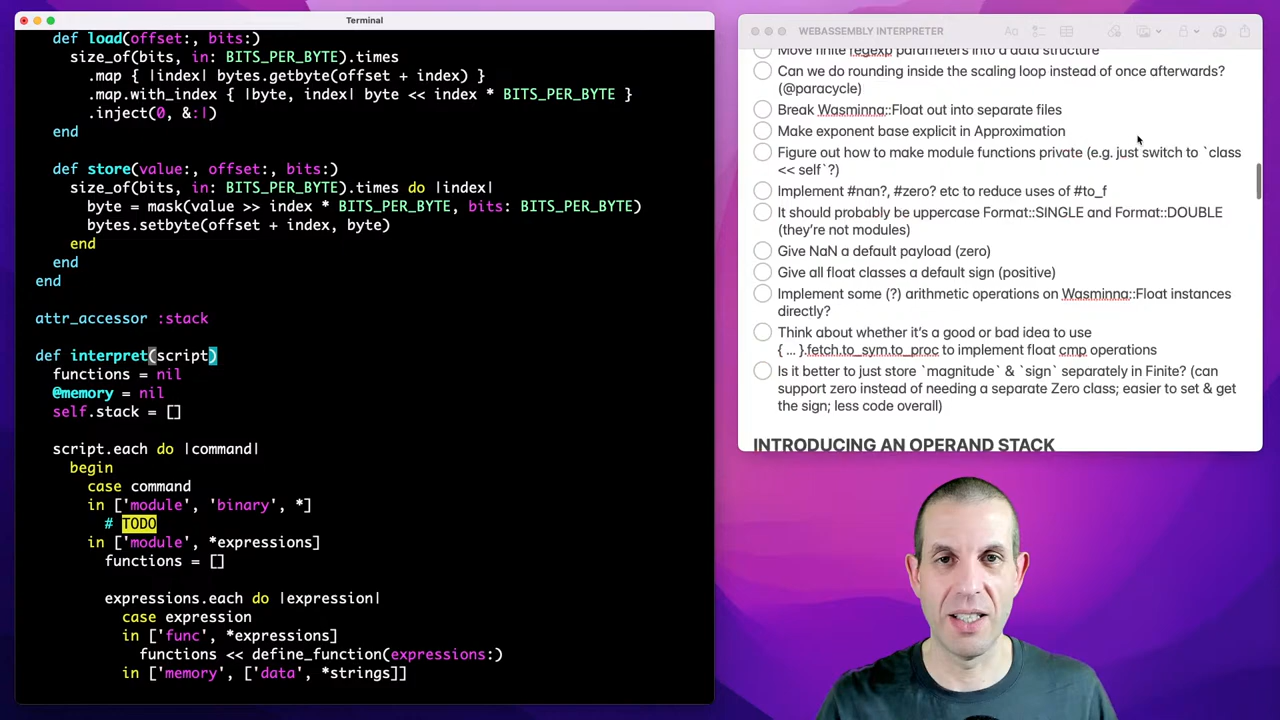 Terminal
def load(offset:, bits:)
size_of(bits, in: BITS_PER_BYTE).times
.map { |index| bytes.getbyte(offset + index) }
.map.with_index { |byte, index| byte << index * BITS_PER_BYTE }
.inject(0, &:|)
end
def store(value:, offset:, bits:)
size_of(bits, in: BITS_PER_BYTE).times do |index|
byte = mask(value >> index * BITS_PER_BYTE, bits: BITS_PER_BYTE)
bytes.setbyte(offset + index, byte)
end
end
end
attr_accessor :stack
def interpret(script)
functions = nil
@memory = nil
self.stack = []
script.each do |command|
begin
case command
in ['module', 'binary', *]
# TODO
in ['module', *expressions]
functions = []
expressions.each do |expression|
case expression
in ['func', *expressions]
functions << define_function(expressions:)
in ['memory', ['data', *strings]]
WEBASSEMBLY INTERPRETER
Move finite regexp parameters into a data structure
Can we do rounding inside the scaling loop instead of once afterwards?
(@paracycle)
Break Wasminna::Float out into separate files
Make exponent base explicit in Approximation
Figure out how to make module functions private (e.g. just switch to `class
<< self`?)
Implement #nan?, #zero? etc to reduce uses of #to_f
It should probably be uppercase Format::SINGLE and Format::DOUBLE
(they're not modules)
Give NaN a default payload (zero)
Give all float classes a default sign (positive)
Implement some (?) arithmetic operations on Wasminna::Float instances
directly?
Think about whether it's a good or bad idea to use
{ … }.fetch.to_sym.to_proc to implement float cmp operations
Is it better to just store `magnitude` & `sign` separately in Finite? (can
support zero instead of needing a separate Zero class; easier to set & get
the sign; less code overall)
INTRODUCING AN OPERAND STACK